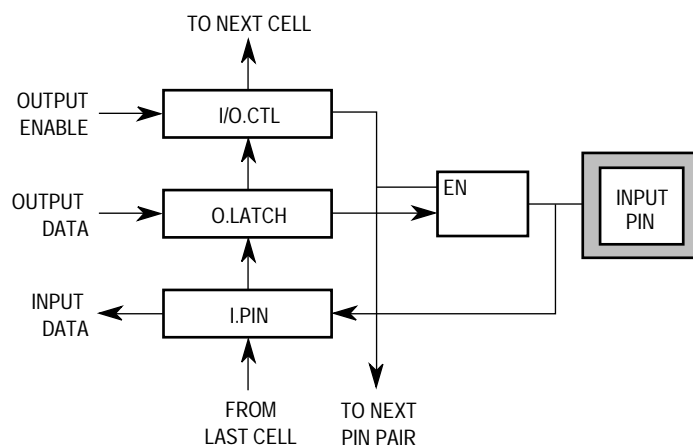 TO NEXT CELL
OUTPUT
ENABLE
I/O.CTL
OUTPUT
DATA
O.LATCH
EN
INPUT
PIN
INPUT
DATA
I.PIN
FROM
LAST CELL
TO NEXT
PIN PAIR